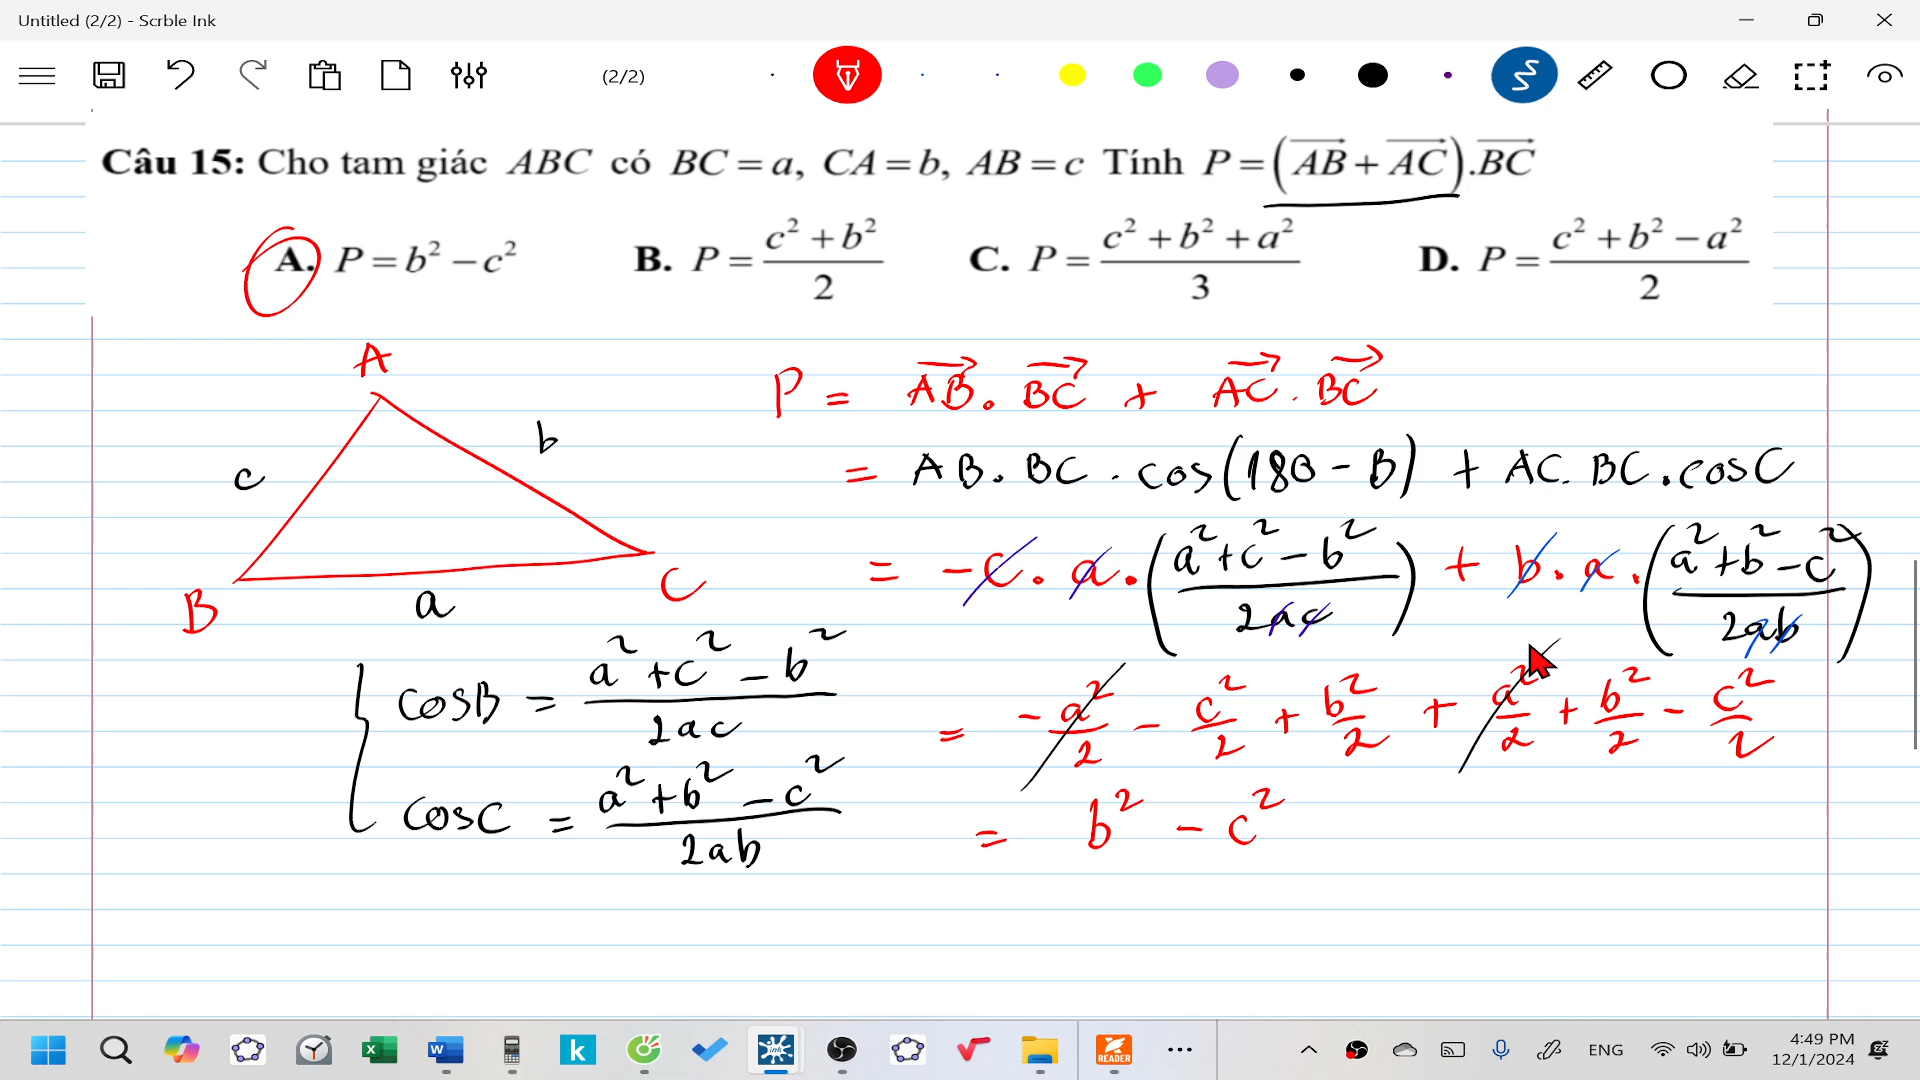 Untitled (2/2) - Scrble Ink
(2/2)
Câu 15: Cho tam giác ABC có BC = a, CA = b, AB = c Tính P = (AB + AC).BC
A. P = b² − c² B. P = (c² + b²)/2 C. P = (c² + b² + a²)/3 D. P = (c² + b² − a²)/2
A
b
c
B
C
a
P = AB . BC + AC . BC
= AB . BC . cos(180 - B) + AC . BC . cosC
= - c . a . ((a² + c² - b²)/2ac) + b . a . ((a² + b² - c²)/2ab)
cosB = (a² + c² - b²)/2ac
cosC = (a² + b² - c²)/2ab
= - a²/2 - c²/2 + b²/2 + a²/2 + b²/2 - c²/2
= b² - c²
READER
ENG
4:49 PM
12/1/2024